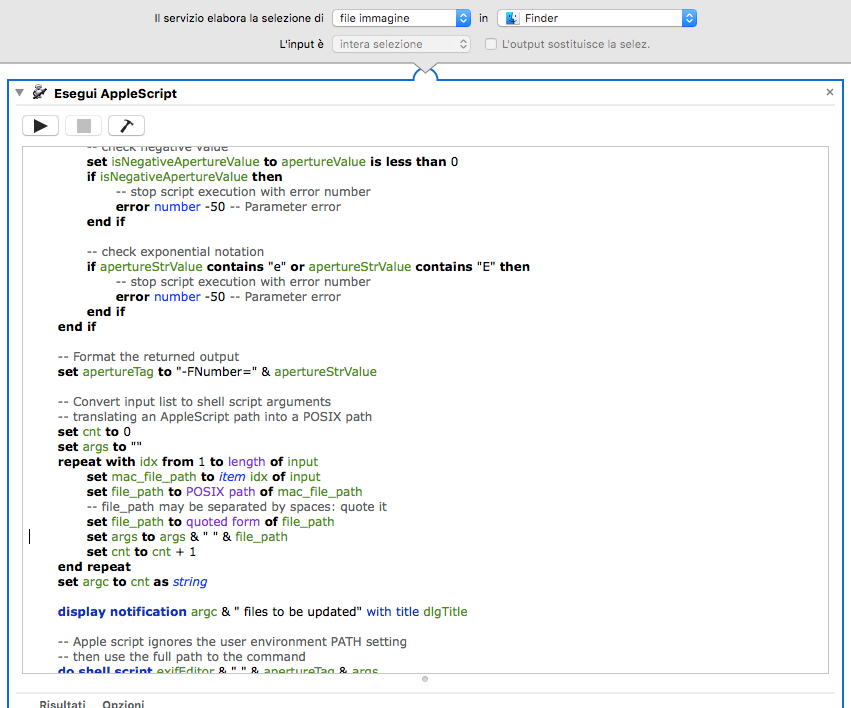 Il servizio elabora la selezione di file immagine in Finder
L'input è intera selezione L'output sostituisce la selez.
Esegui AppleScript
-- check negative value
set isNegativeApertureValue to apertureValue is less than 0
if isNegativeApertureValue then
-- stop script execution with error number
error number -50 -- Parameter error
end if
-- check exponential notation
if apertureStrValue contains "e" or apertureStrValue contains "E" then
-- stop script execution with error number
error number -50 -- Parameter error
end if
end if
-- Format the returned output
set apertureTag to "-FNumber=" & apertureStrValue
-- Convert input list to shell script arguments
-- translating an AppleScript path into a POSIX path
set cnt to 0
set args to ""
repeat with idx from 1 to length of input
set mac_file_path to item idx of input
set file_path to POSIX path of mac_file_path
-- file_path may be separated by spaces: quote it
set file_path to quoted form of file_path
set args to args & " " & file_path
set cnt to cnt + 1
end repeat
set argc to cnt as string
display notification argc & " files to be updated" with title dlgTitle
-- Apple script ignores the user environment PATH setting
-- then use the full path to the command
do shell script exifEditor & " " & apertureTag & args
Risultati Opzioni